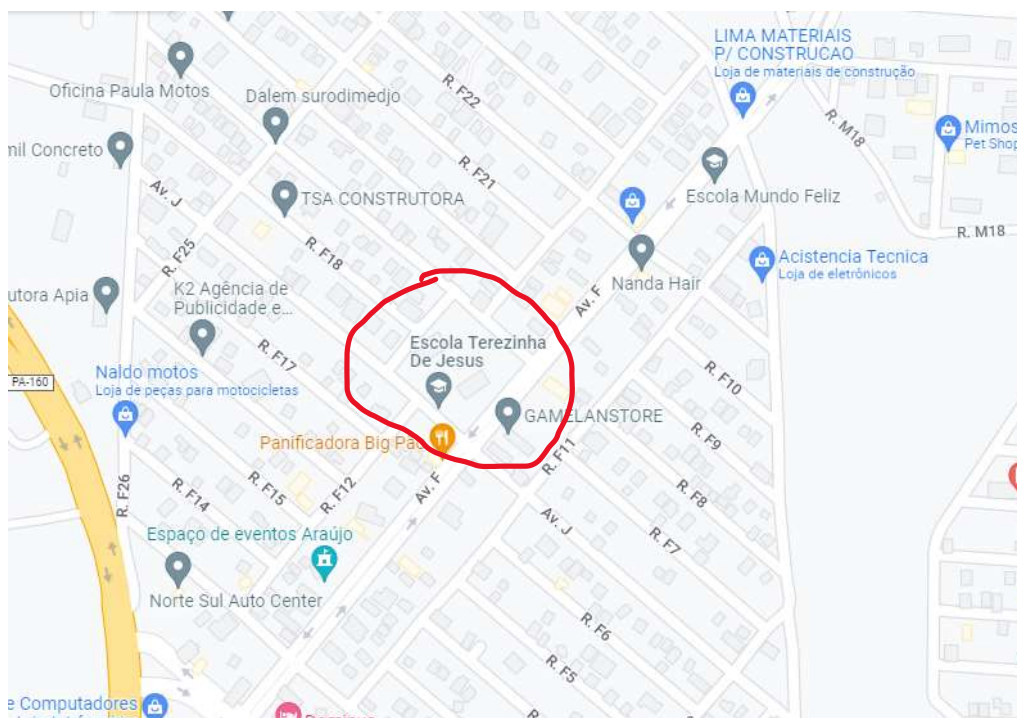 LIMA MATERIAIS
P/ CONSTRUCAO
Loja de materiais de construção
Oficina Paula Motos
Dalem surodimedjo
R. F22
R. M18
Mimos
Pet Shop
mil Concreto
R. F21
Av. J
TSA CONSTRUTORA
Escola Mundo Feliz
R. M18
R. F25
R. F18
Acistencia Tecnica
Loja de eletrônicos
Nanda Hair
utora Apia
K2 Agência de
Publicidade e...
Av. F
Escola Terezinha
De Jesus
R. F17
PA-160
Naldo motos
Loja de peças para motocicletas
R. F10
GAMELANSTORE
Panificadora Big Pão
R. F9
R. F11
R. F26
R. F14
R. F15
R. F12
Av. F
R. F8
Av. J
R. F7
Espaço de eventos Araújo
Norte Sul Auto Center
R. F6
R. F5
e Computadores